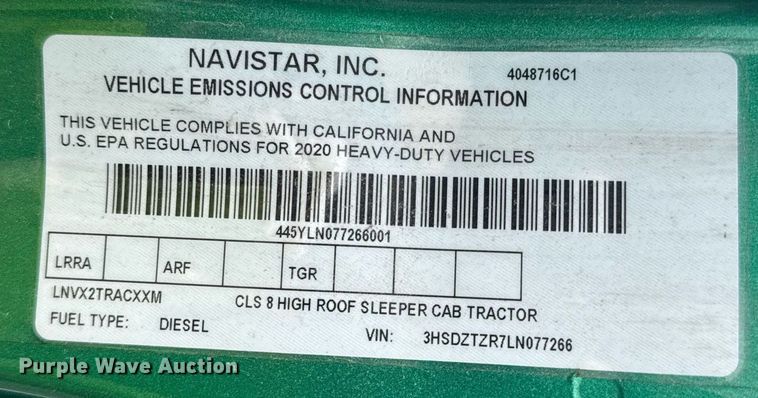 NAVISTAR, INC.
4048716C1
VEHICLE EMISSIONS CONTROL INFORMATION
THIS VEHICLE COMPLIES WITH CALIFORNIA AND
U.S. EPA REGULATIONS FOR 2020 HEAVY-DUTY VEHICLES
445YLN077266001
LRRA ARF TGR
LNVX2TRACXXM CLS 8 HIGH ROOF SLEEPER CAB TRACTOR
FUEL TYPE: DIESEL VIN: 3HSDZTZR7LN077266
Purple Wave Auction